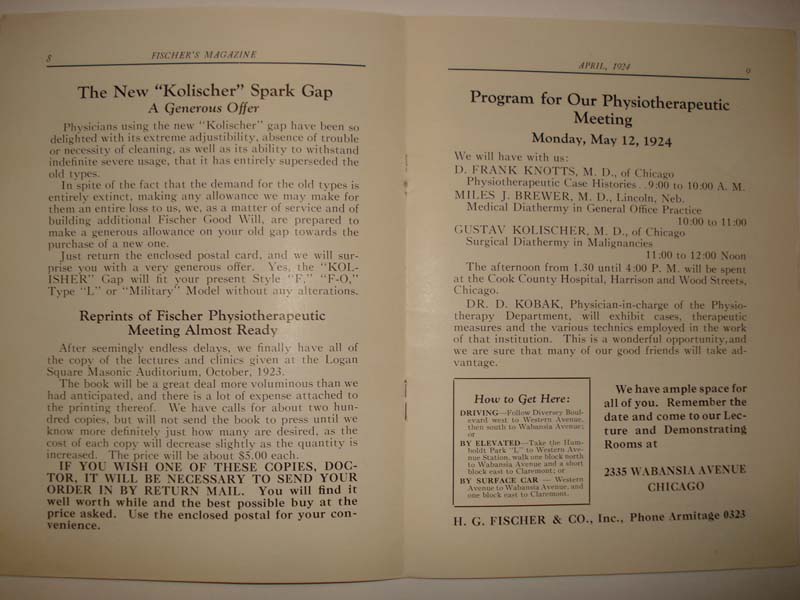 8
FISCHER'S MAGAZINE
The New "Kolischer" Spark Gap
A Generous Offer
Physicians using the new "Kolischer" gap have been so
delighted with its extreme adjustibility, absence of trouble
or necessity of cleaning, as well as its ability to withstand
indefinite severe usage, that it has entirely superseded the
old types.
In spite of the fact that the demand for the old types is
entirely extinct, making any allowance we may make for
them an entire loss to us, we, as a matter of service and of
building additional Fischer Good Will, are prepared to
make a generous allowance on your old gap towards the
purchase of a new one.
Just return the enclosed postal card, and we will sur-
prise you with a very generous offer. Yes, the "KOL-
ISHER" Gap will fit your present Style "F," "F-O,"
Type "L" or "Military" Model without any alterations.
Reprints of Fischer Physiotherapeutic
Meeting Almost Ready
After seemingly endless delays, we finally have all of
the copy of the lectures and clinics given at the Logan
Square Masonic Auditorium, October, 1923.
The book will be a great deal more voluminous than we
had anticipated, and there is a lot of expense attached to
the printing thereof. We have calls for about two hun-
dred copies, but will not send the book to press until we
know more definitely just how many are desired, as the
cost of each copy will decrease slightly as the quantity is
increased. The price will be about $5.00 each.
IF YOU WISH ONE OF THESE COPIES, DOC-
TOR, IT WILL BE NECESSARY TO SEND YOUR
ORDER IN BY RETURN MAIL. You will find it
well worth while and the best possible buy at the
price asked. Use the enclosed postal for your con-
venience.
APRIL, 1924
9
Program for Our Physiotherapeutic
Meeting
Monday, May 12, 1924
We will have with us:
D. FRANK KNOTTS, M. D., of Chicago
Physiotherapeutic Case Histories..9:00 to 10:00 A. M.
MILES J. BREWER, M. D., Lincoln, Neb.
Medical Diathermy in General Office Practice
10:00 to 11:00
GUSTAV KOLISCHER, M. D., of Chicago
Surgical Diathermy in Malignancies
11:00 to 12:00 Noon
The afternoon from 1.30 until 4:00 P. M. will be spent
at the Cook County Hospital, Harrison and Wood Streets,
Chicago.
DR. D. KOBAK, Physician-in-charge of the Physio-
therapy Department, will exhibit cases, therapeutic
measures and the various technics employed in the work
of that institution. This is a wonderful opportunity,and
we are sure that many of our good friends will take ad-
vantage.
How to Get Here:
DRIVING—Follow Diversey Boul-
evard west to Western Avenue,
then south to Wabansia Avenue;
or
BY ELEVATED—Take the Hum-
boldt Park "L" to Western Ave-
nue Station, walk one block north
to Wabansia Avenue and a short
block east to Claremont; or
BY SURFACE CAR — Western
Avenue to Wabansia Avenue, and
one block east to Claremont.
We have ample space for
all of you. Remember the
date and come to our Lec-
ture and Demonstrating
Rooms at
2335 WABANSIA AVENUE
CHICAGO
H. G. FISCHER & CO., Inc., Phone Armitage 0323